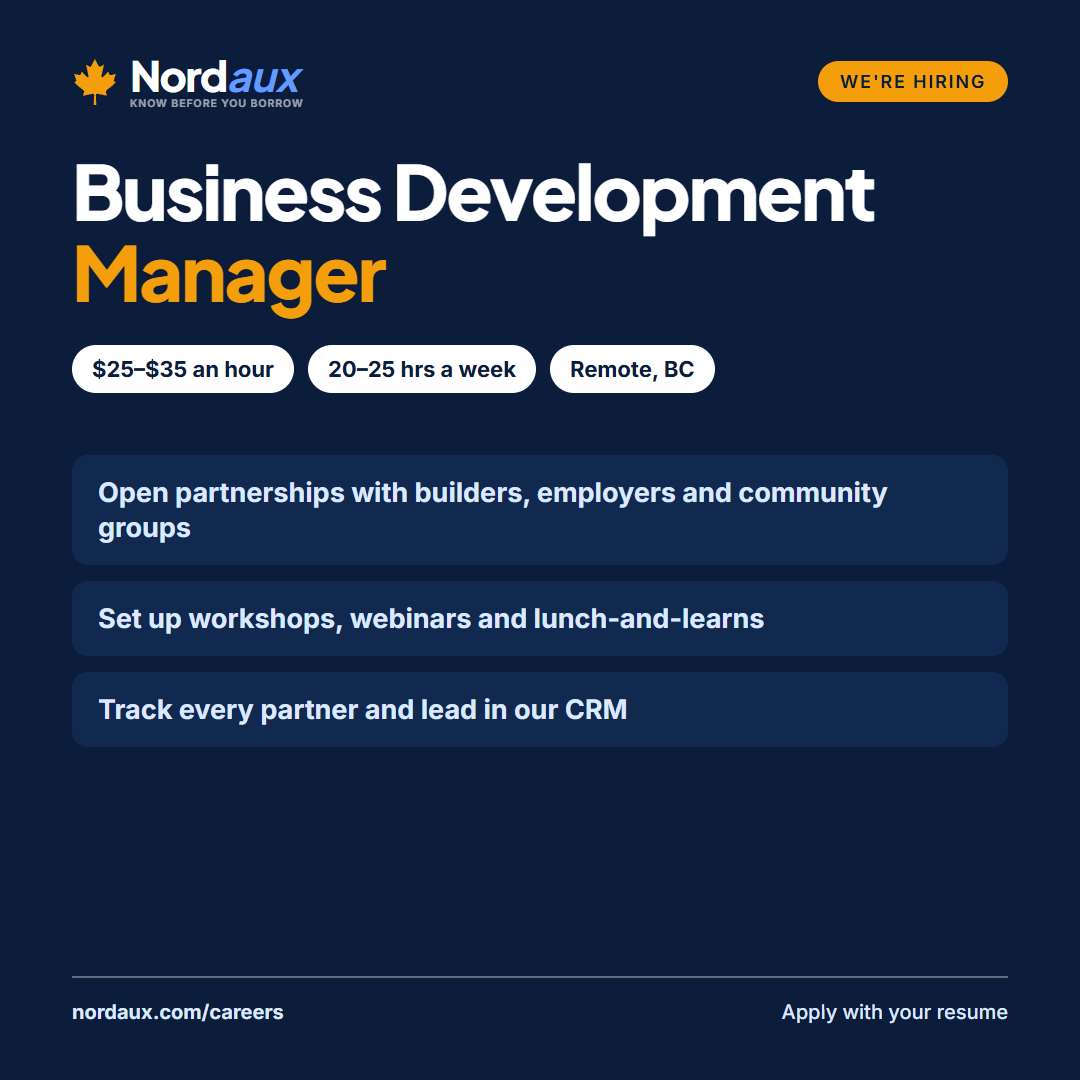 Nordaux
KNOW BEFORE YOU BORROW
WE'RE HIRING
Business Development
Manager
$25–$35 an hour
20–25 hrs a week
Remote, BC
Open partnerships with builders, employers and community
groups
Set up workshops, webinars and lunch-and-learns
Track every partner and lead in our CRM
nordaux.com/careers
Apply with your resume